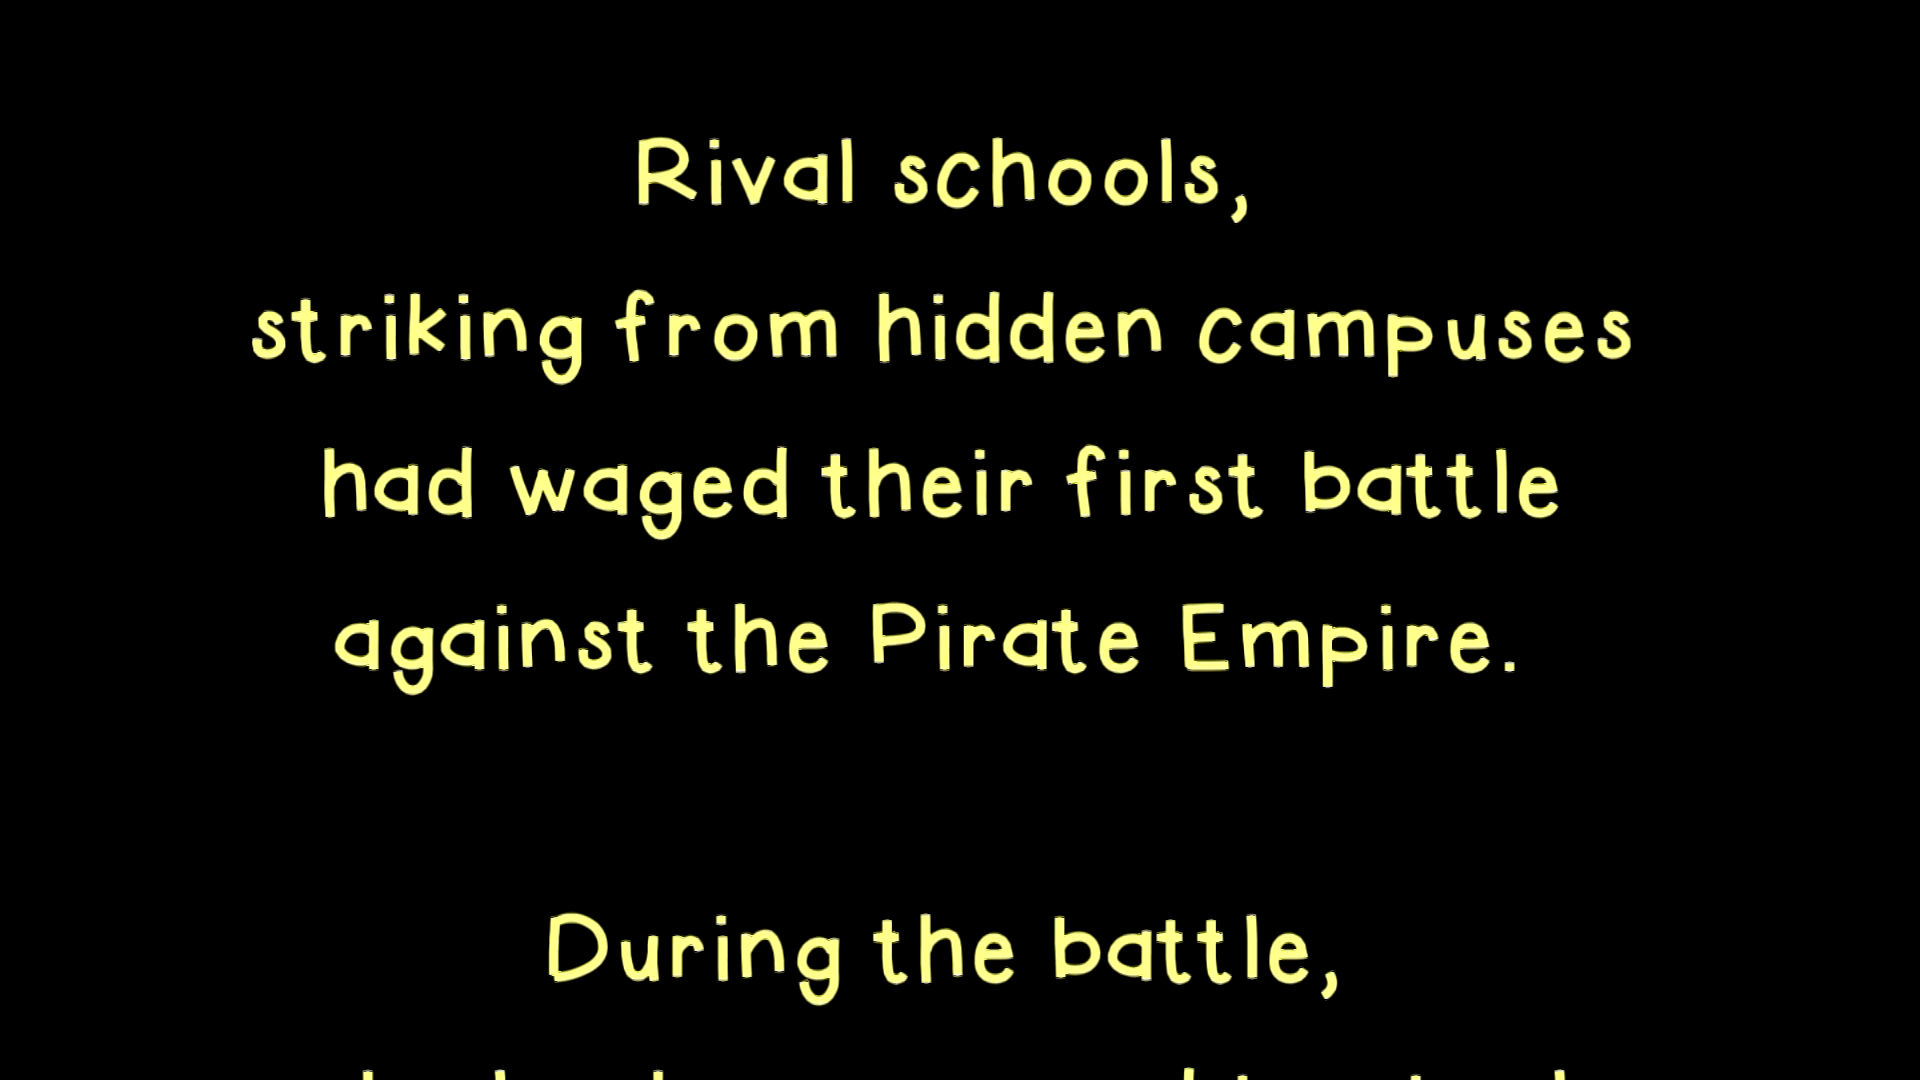 Rival schools,
striking from hidden campuses
had waged their first battle
against the Pirate Empire.
During the battle,